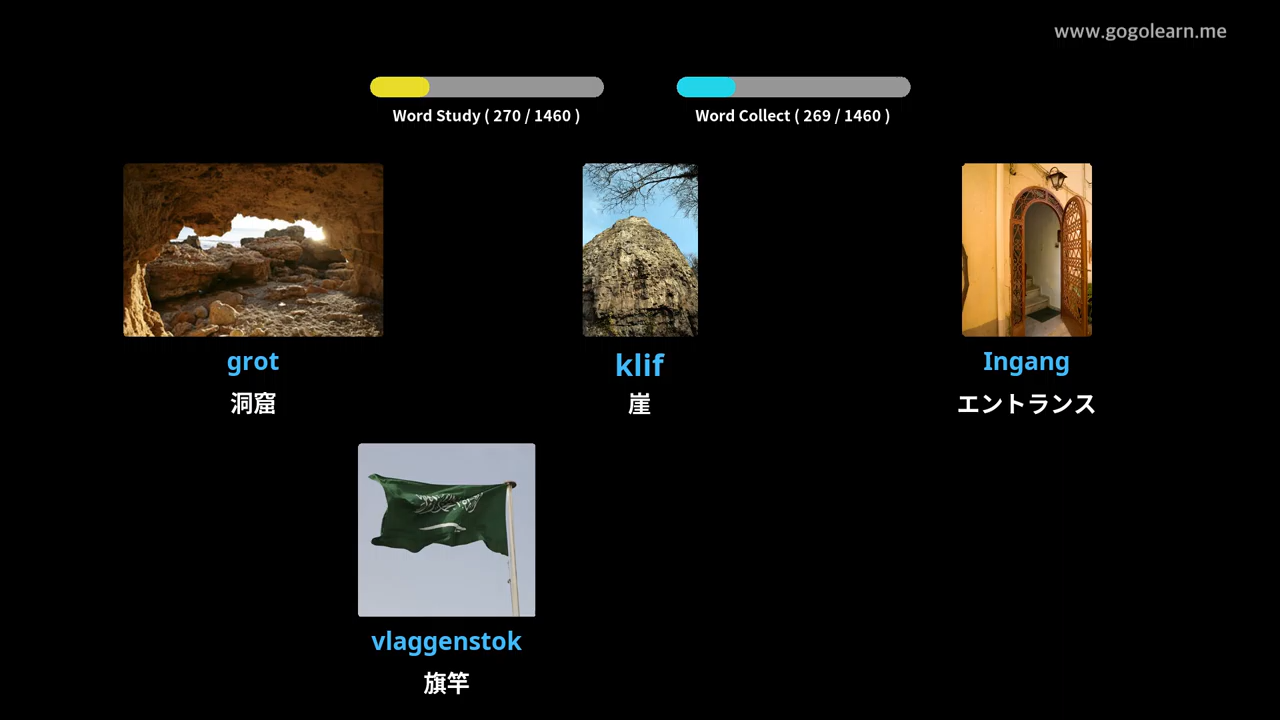 www.gogolearn.me
Word Study ( 270 / 1460 )
Word Collect ( 269 / 1460 )
grot
洞窟
klif
崖
Ingang
エントランス
vlaggenstok
旗竿